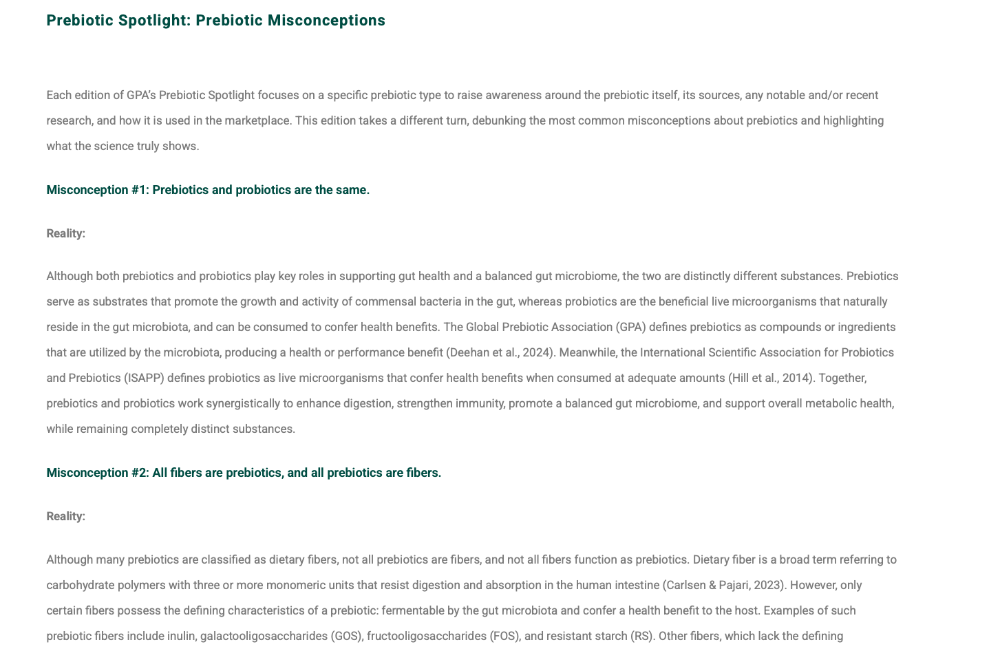 Prebiotic Spotlight: Prebiotic Misconceptions
Each edition of GPA’s Prebiotic Spotlight focuses on a specific prebiotic type to raise awareness around the prebiotic itself, its sources, any notable and/or recent
research, and how it is used in the marketplace. This edition takes a different turn, debunking the most common misconceptions about prebiotics and highlighting
what the science truly shows.
Misconception #1: Prebiotics and probiotics are the same.
Reality:
Although both prebiotics and probiotics play key roles in supporting gut health and a balanced gut microbiome, the two are distinctly different substances. Prebiotics
serve as substrates that promote the growth and activity of commensal bacteria in the gut, whereas probiotics are the beneficial live microorganisms that naturally
reside in the gut microbiota, and can be consumed to confer health benefits. The Global Prebiotic Association (GPA) defines prebiotics as compounds or ingredients
that are utilized by the microbiota, producing a health or performance benefit (Deehan et al., 2024). Meanwhile, the International Scientific Association for Probiotics
and Prebiotics (ISAPP) defines probiotics as live microorganisms that confer health benefits when consumed at adequate amounts (Hill et al., 2014). Together,
prebiotics and probiotics work synergistically to enhance digestion, strengthen immunity, promote a balanced gut microbiome, and support overall metabolic health,
while remaining completely distinct substances.
Misconception #2: All fibers are prebiotics, and all prebiotics are fibers.
Reality:
Although many prebiotics are classified as dietary fibers, not all prebiotics are fibers, and not all fibers function as prebiotics. Dietary fiber is a broad term referring to
carbohydrate polymers with three or more monomeric units that resist digestion and absorption in the human intestine (Carlsen & Pajari, 2023). However, only
certain fibers possess the defining characteristics of a prebiotic: fermentable by the gut microbiota and confer a health benefit to the host. Examples of such
prebiotic fibers include inulin, galactooligosaccharides (GOS), fructooligosaccharides (FOS), and resistant starch (RS). Other fibers, which lack the defining